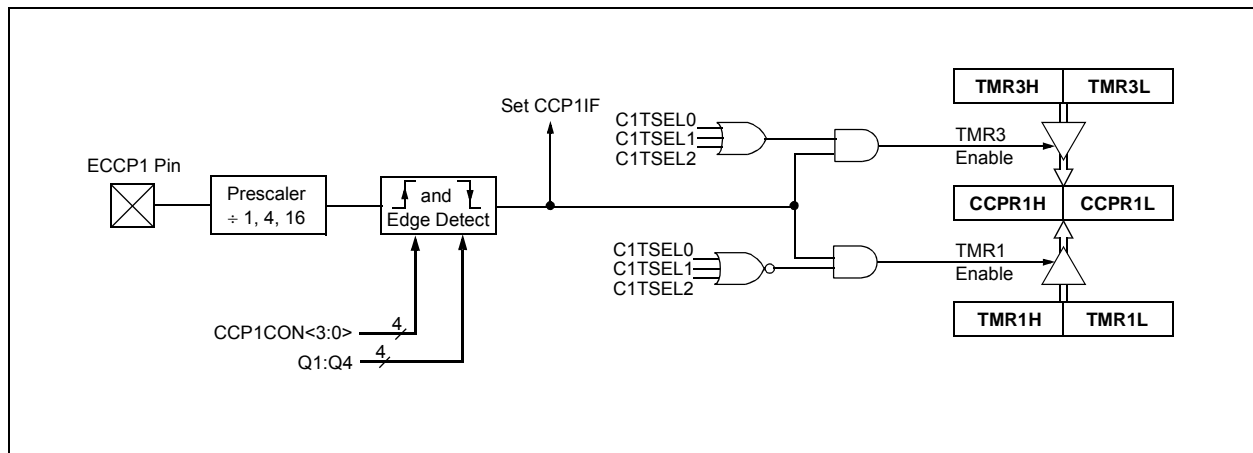 TMR3H TMR3L
Set CCP1IF
C1TSEL0
C1TSEL1
C1TSEL2
TMR3
Enable
ECCP1 Pin
Prescaler
÷ 1, 4, 16
and
Edge Detect
CCPR1H CCPR1L
C1TSEL0
C1TSEL1
C1TSEL2
TMR1
Enable
TMR1H TMR1L
CCP1CON<3:0> 4
Q1:Q4 4